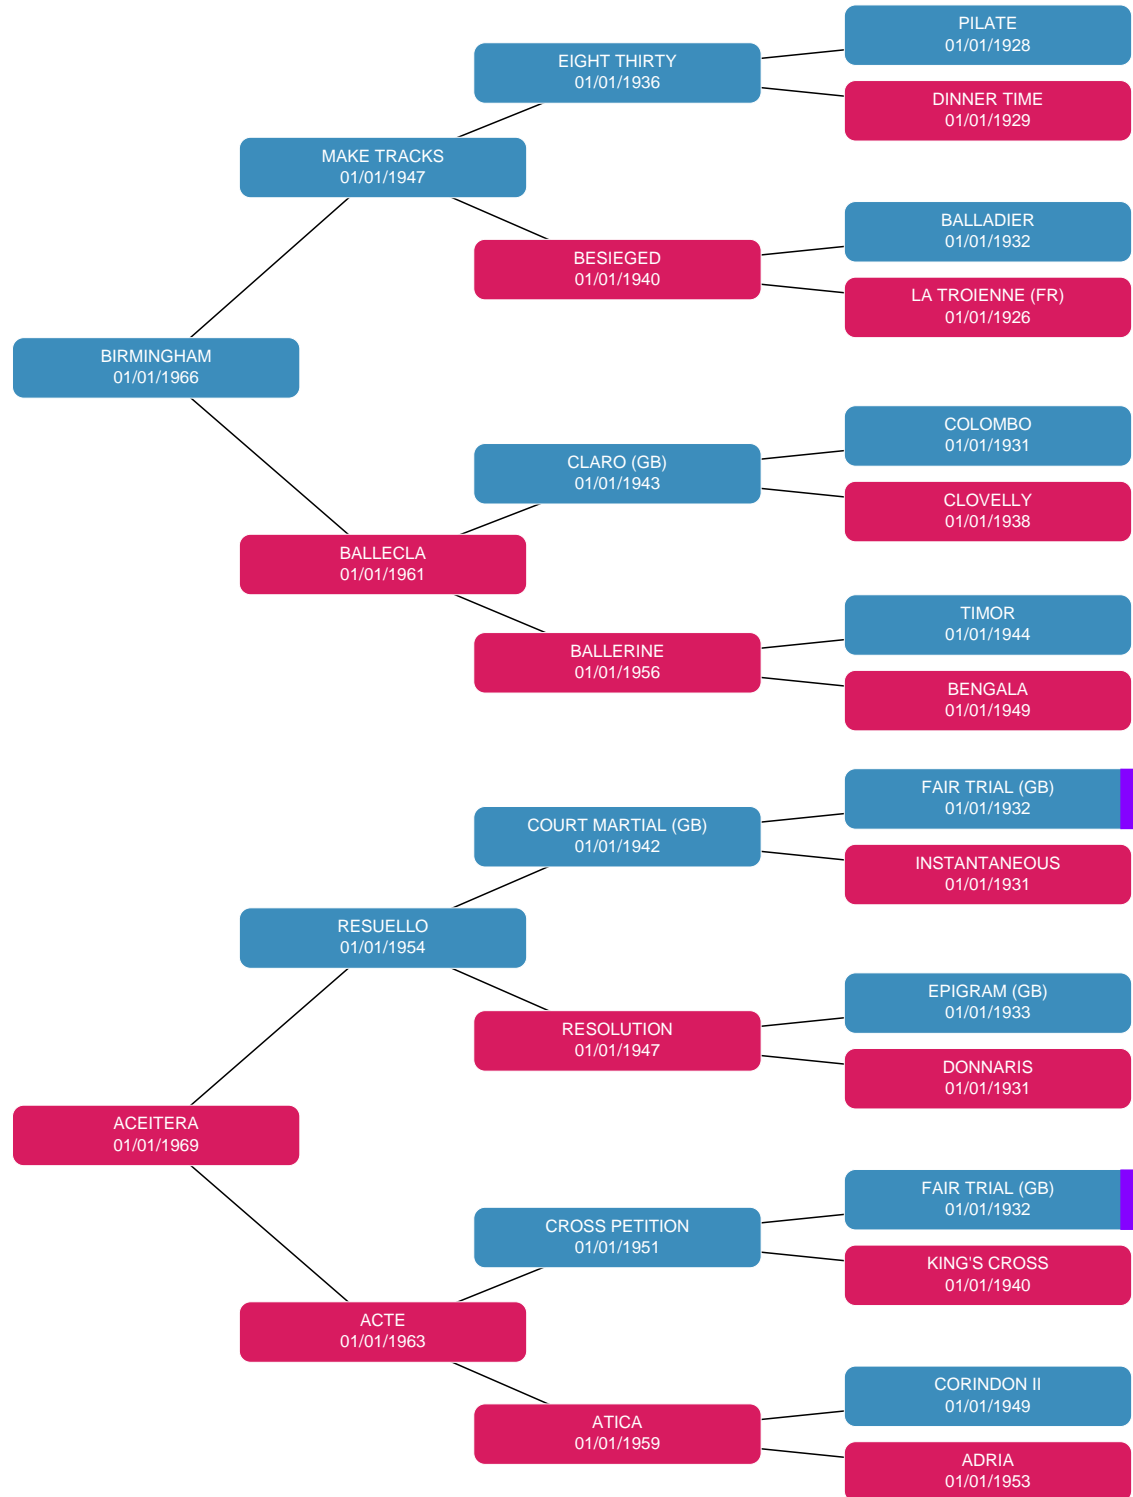 PILATE
01/01/1928
EIGHT THIRTY
01/01/1936
DINNER TIME
01/01/1929
MAKE TRACKS
01/01/1947
BALLADIER
01/01/1932
BESIEGED
01/01/1940
LA TROIENNE (FR)
01/01/1926
BIRMINGHAM
01/01/1966
COLOMBO
01/01/1931
CLARO (GB)
01/01/1943
CLOVELLY
01/01/1938
BALLECLA
01/01/1961
TIMOR
01/01/1944
BALLERINE
01/01/1956
BENGALA
01/01/1949
FAIR TRIAL (GB)
01/01/1932
COURT MARTIAL (GB)
01/01/1942
INSTANTANEOUS
01/01/1931
RESUELLO
01/01/1954
EPIGRAM (GB)
01/01/1933
RESOLUTION
01/01/1947
DONNARIS
01/01/1931
ACEITERA
01/01/1969
FAIR TRIAL (GB)
01/01/1932
CROSS PETITION
01/01/1951
KING'S CROSS
01/01/1940
ACTE
01/01/1963
CORINDON II
01/01/1949
ATICA
01/01/1959
ADRIA
01/01/1953